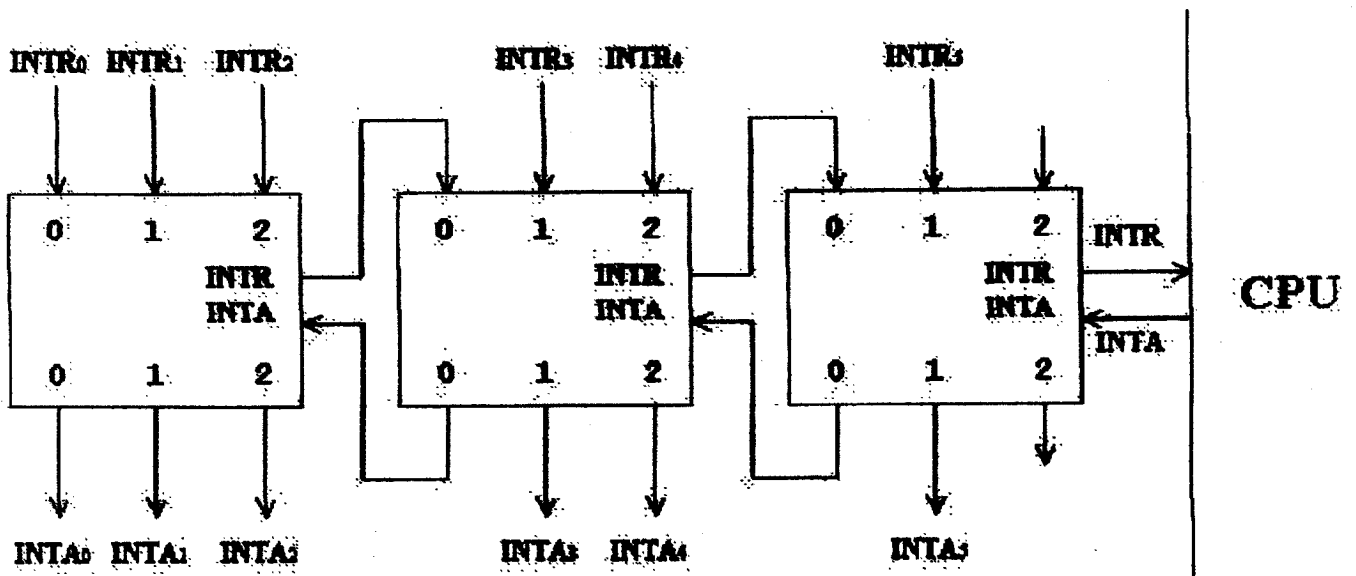 INTR0 INTR1 INTR2 INTR3 INTR4 INTR5
0 1 2 0 1 2 0 1 2
INTR
INTR INTR INTR
CPU
INTA INTA INTA
INTA
0 1 2 0 1 2 0 1 2
INTA0 INTA1 INTA2 INTA3 INTA4 INTA5